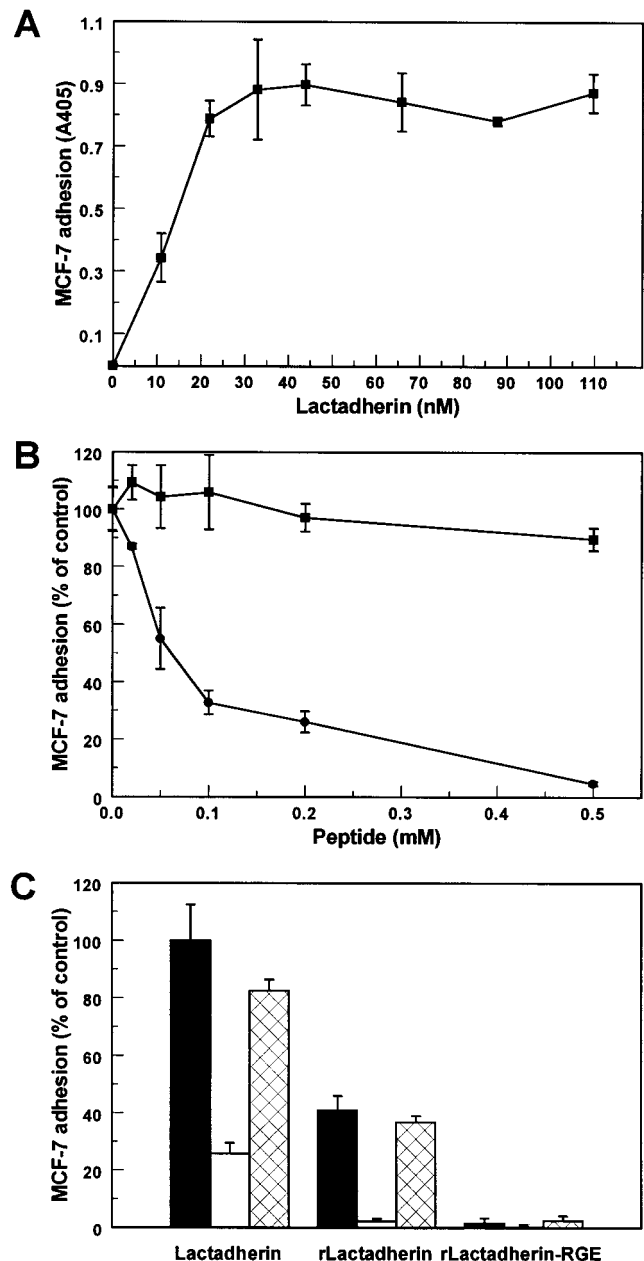 A
MCF-7 adhesion (A405)
1.1
0.9
0.7
0.5
0.3
0.1
0 10 20 30 40 50 60 70 80 90 100 110
Lactadherin (nM)
B
MCF-7 adhesion (% of control)
120
100
80
60
40
20
0
0.0 0.1 0.2 0.3 0.4 0.5
Peptide (mM)
C
MCF-7 adhesion (% of control)
120
100
80
60
40
20
0
Lactadherin rLactadherin rLactadherin-RGE